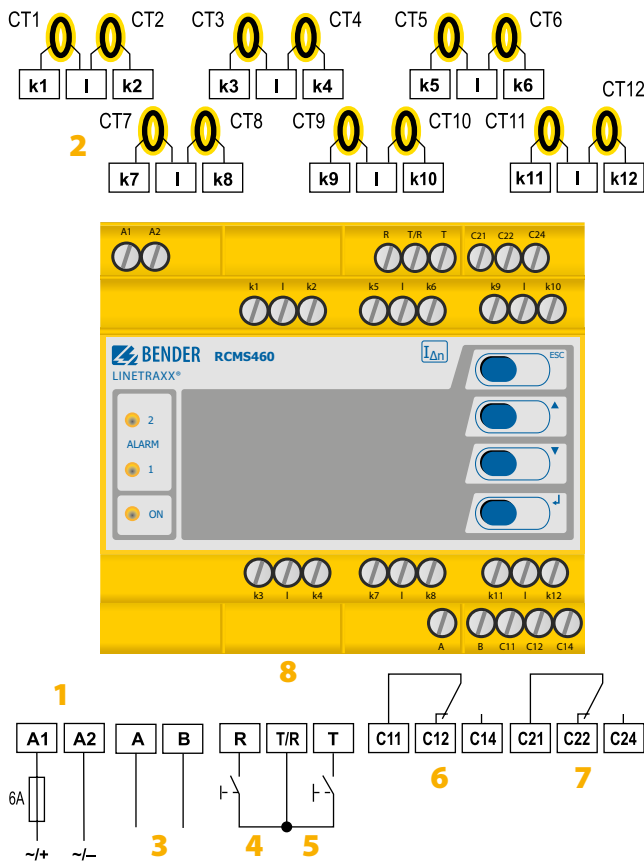 CT1 CT2 CT3 CT4 CT5 CT6
k1 l k2 k3 l k4 k5 l k6
CT12
2 CT7 CT8 CT9 CT10 CT11
k7 l k8 k9 l k10 k11 l k12
A1 A2 R T/R T C21 C22 C24
k1 l k2 k5 l k6 k9 l k10
BENDER RCMS460 IΔn ESC
LINETRAXX®
2
ALARM
1
ON
k3 l k4 k7 l k8 k11 l k12
A B C11 C12 C14
8
1
A1 A2 A B R T/R T C11 C12 C14 C21 C22 C24
6 7
6A
3 4 5
~/+ ~/–